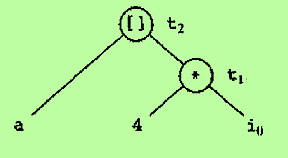 [] t₂
* t₁
a 4 i₀